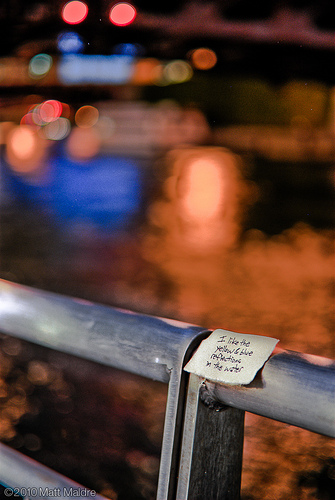 I like the
yellow & blue
reflections
in the water
©2010 Matt Maldre